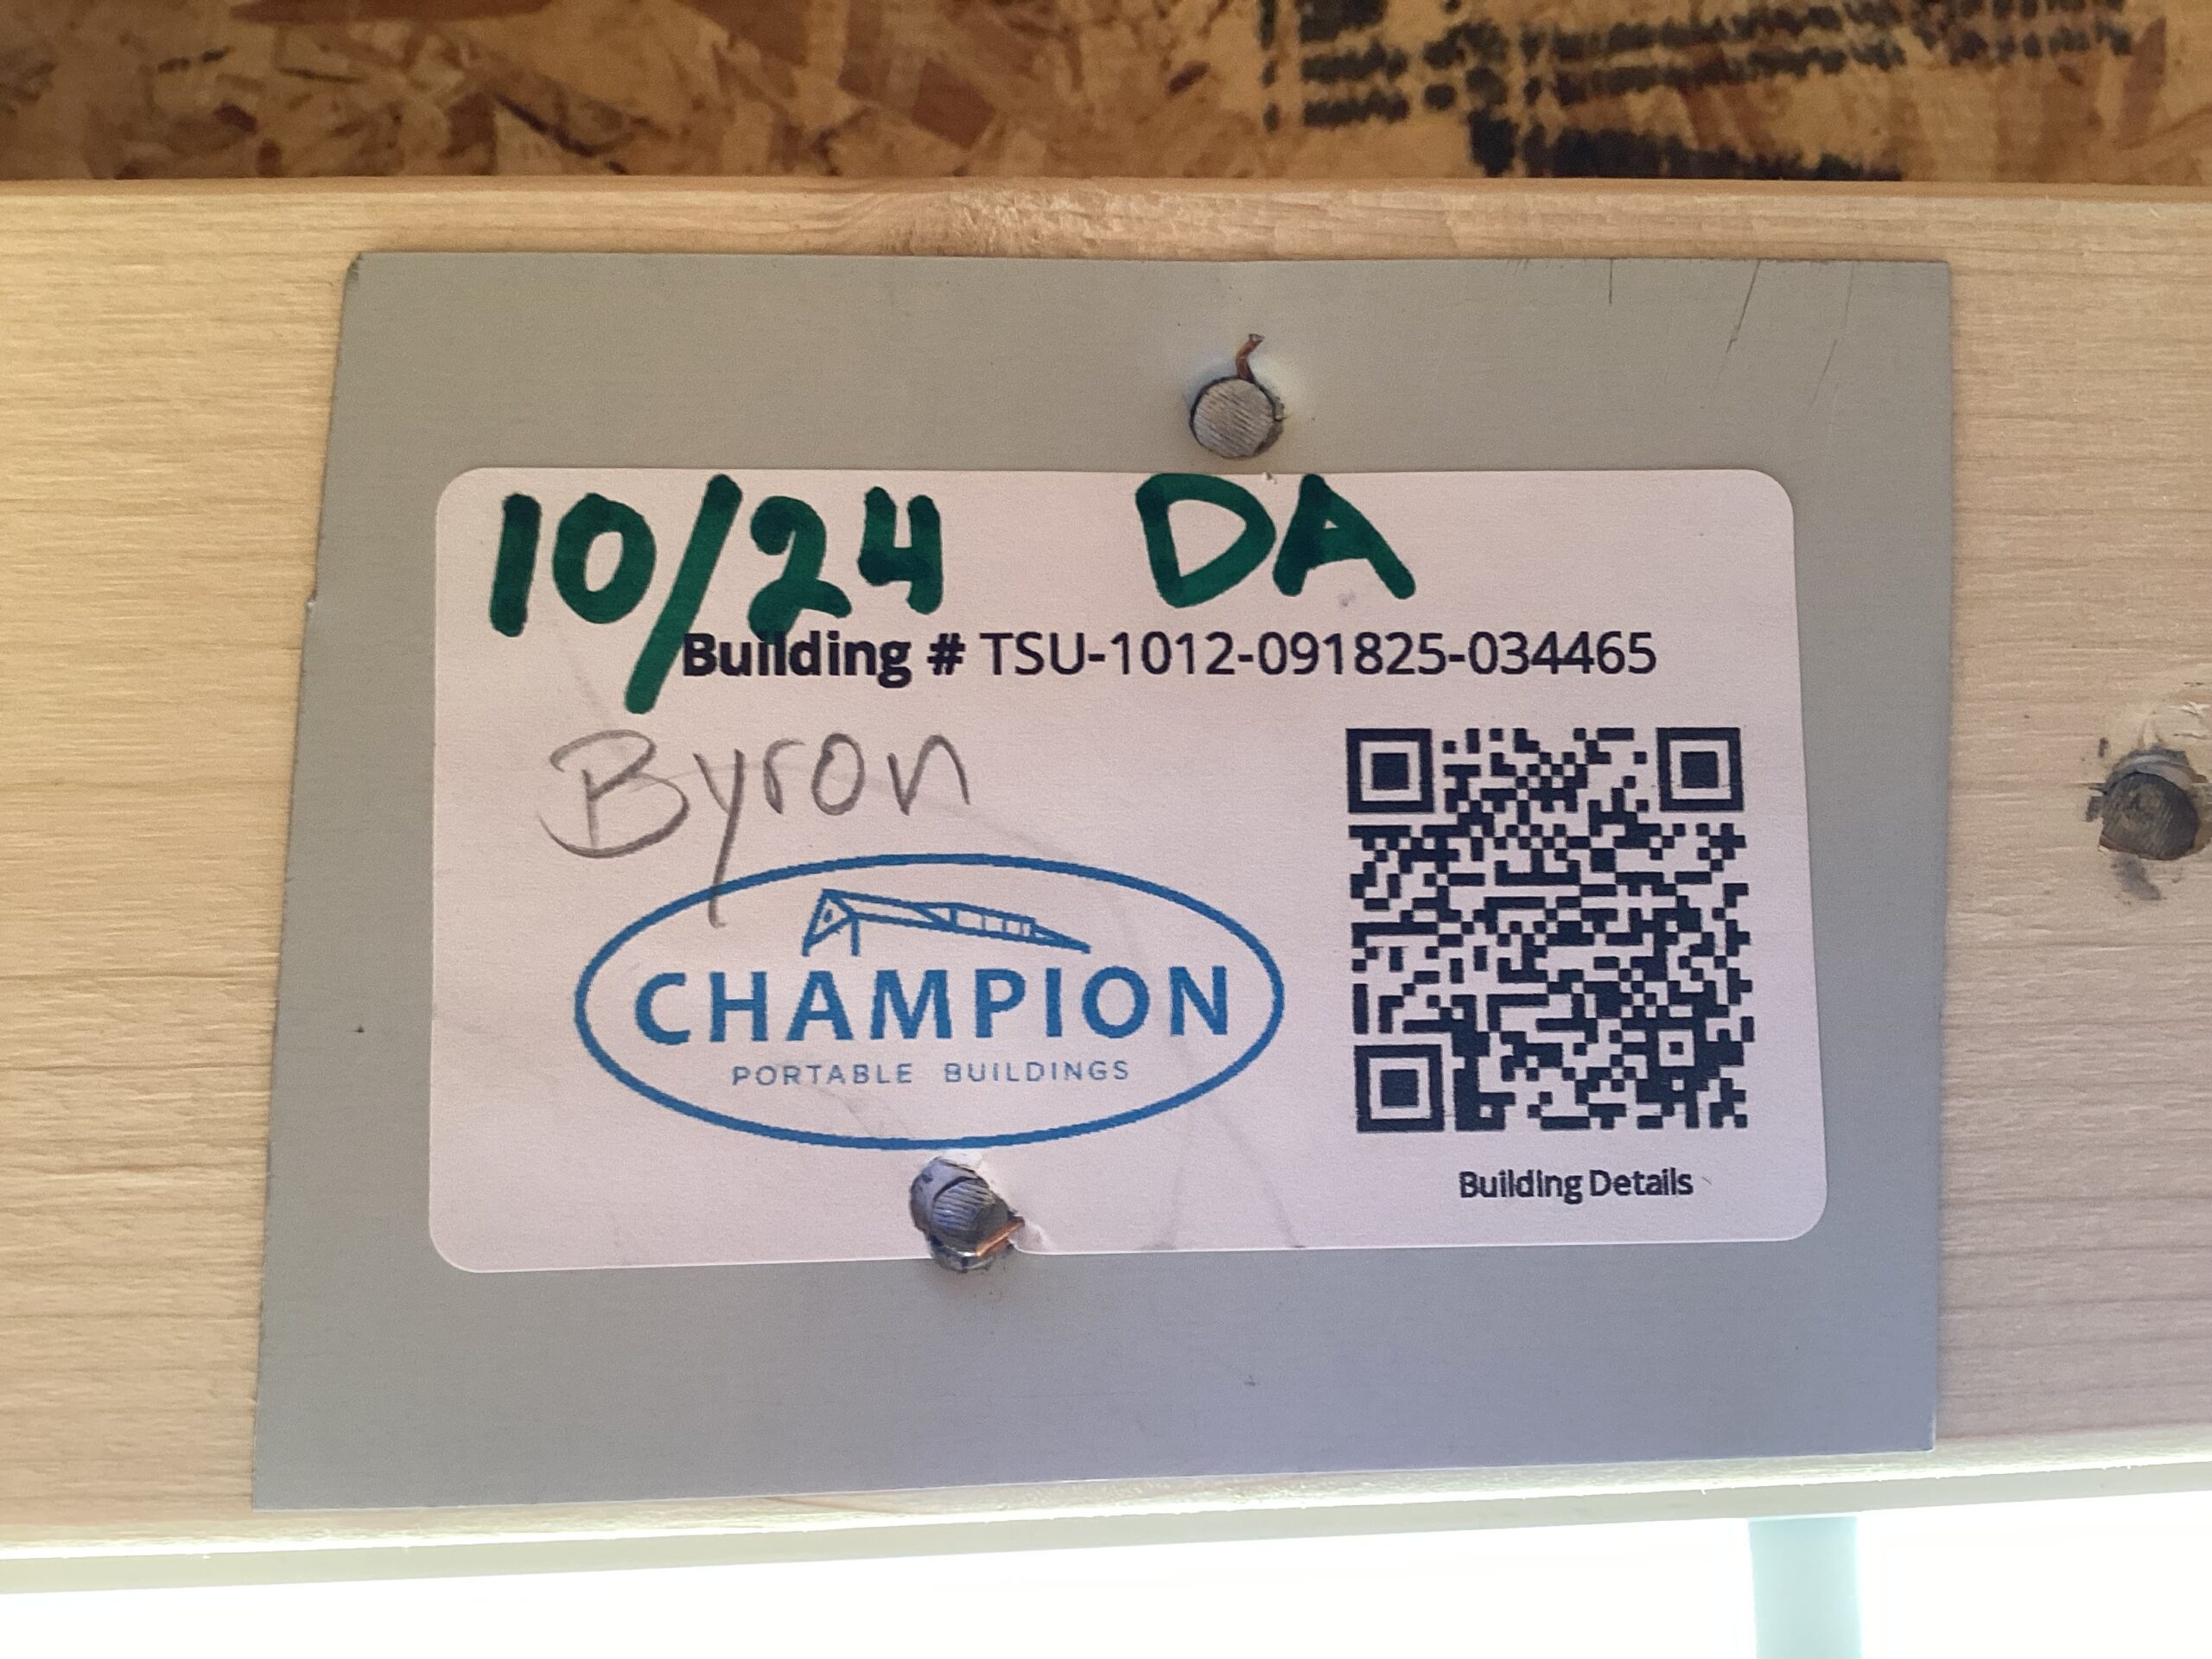 10/24 DA
Building # TSU-1012-091825-034465
Byron
CHAMPION
PORTABLE BUILDINGS
Building Details